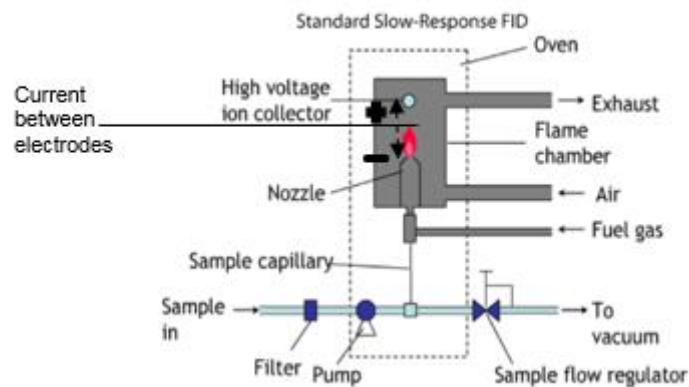 Standard Slow-Response FID
Oven
High voltage
ion collector
Current
between
electrodes
+
−
Exhaust
Flame
chamber
Nozzle
Air
Fuel gas
Sample capillary
Sample
in
To
vacuum
Filter
Pump
Sample flow regulator